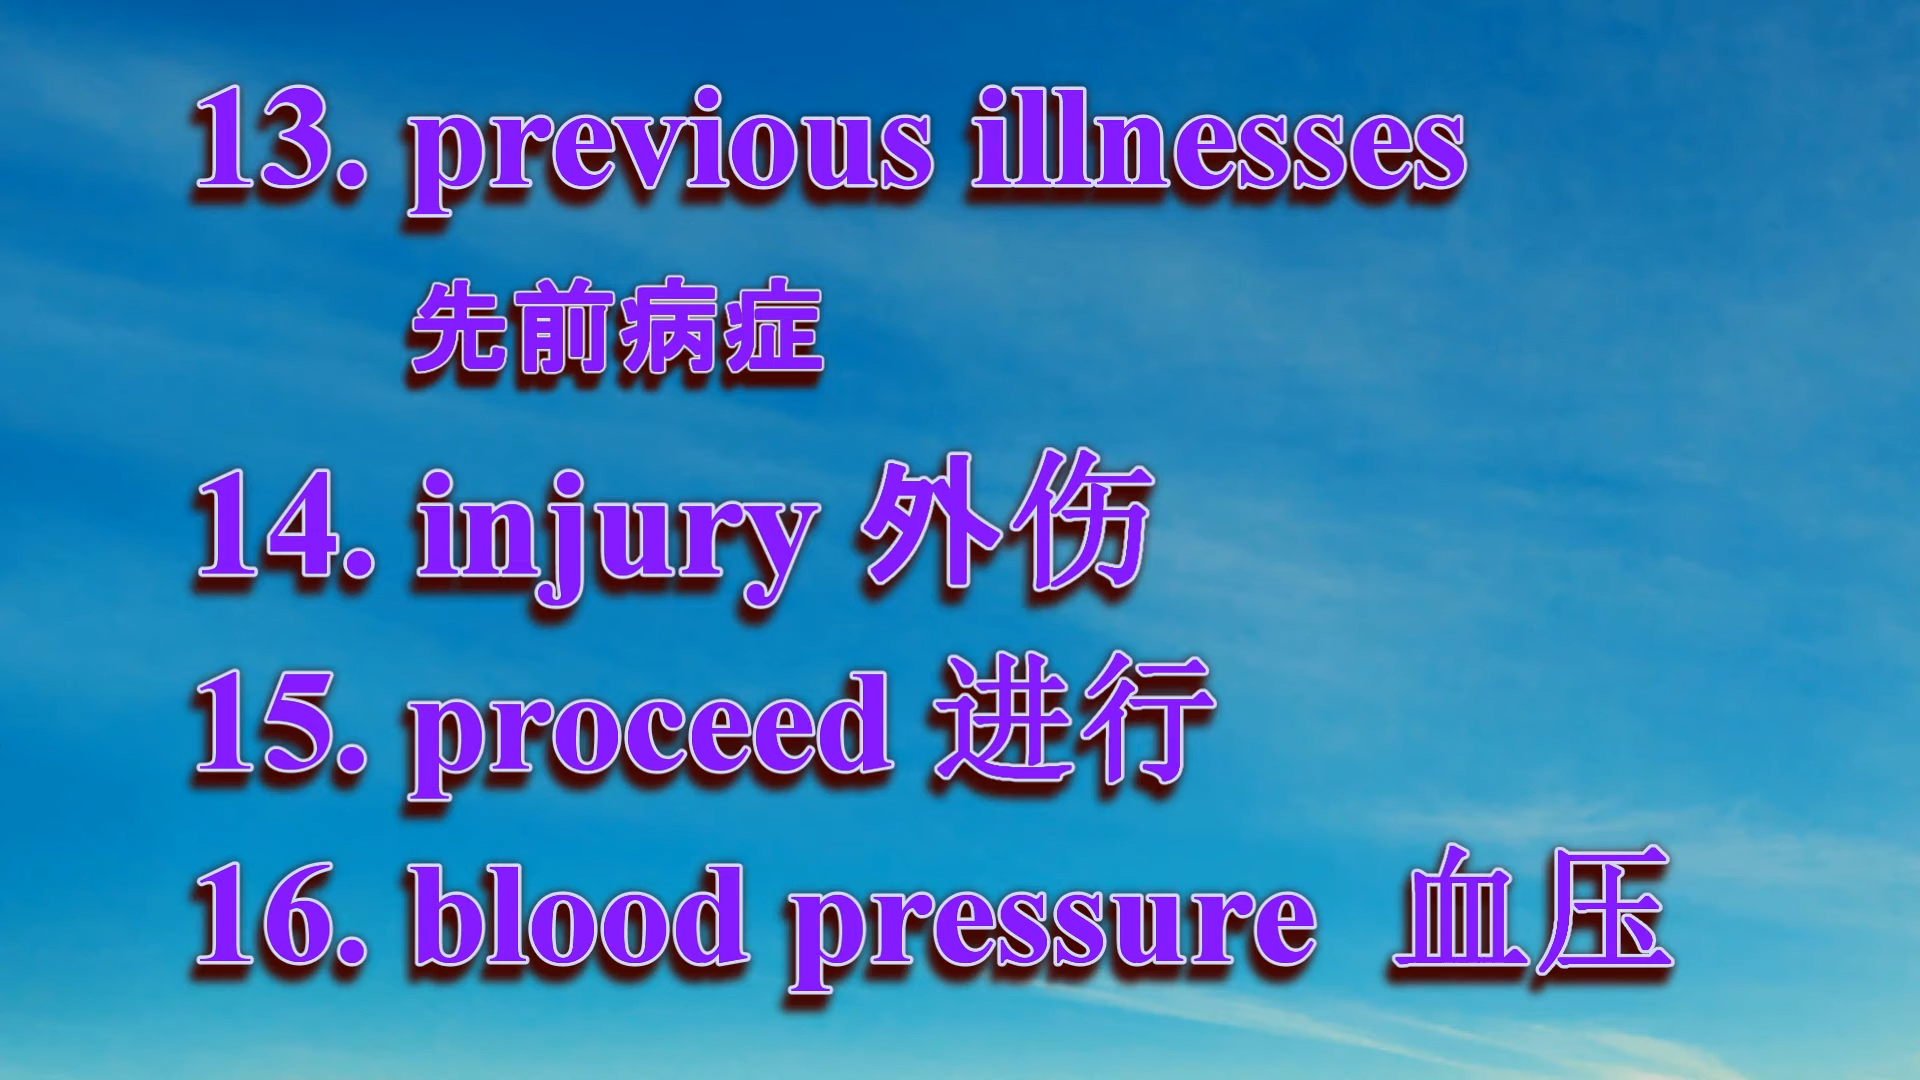 13. previous illnesses
先前病症
14. injury 外伤
15. proceed 进行
16. blood pressure 血压